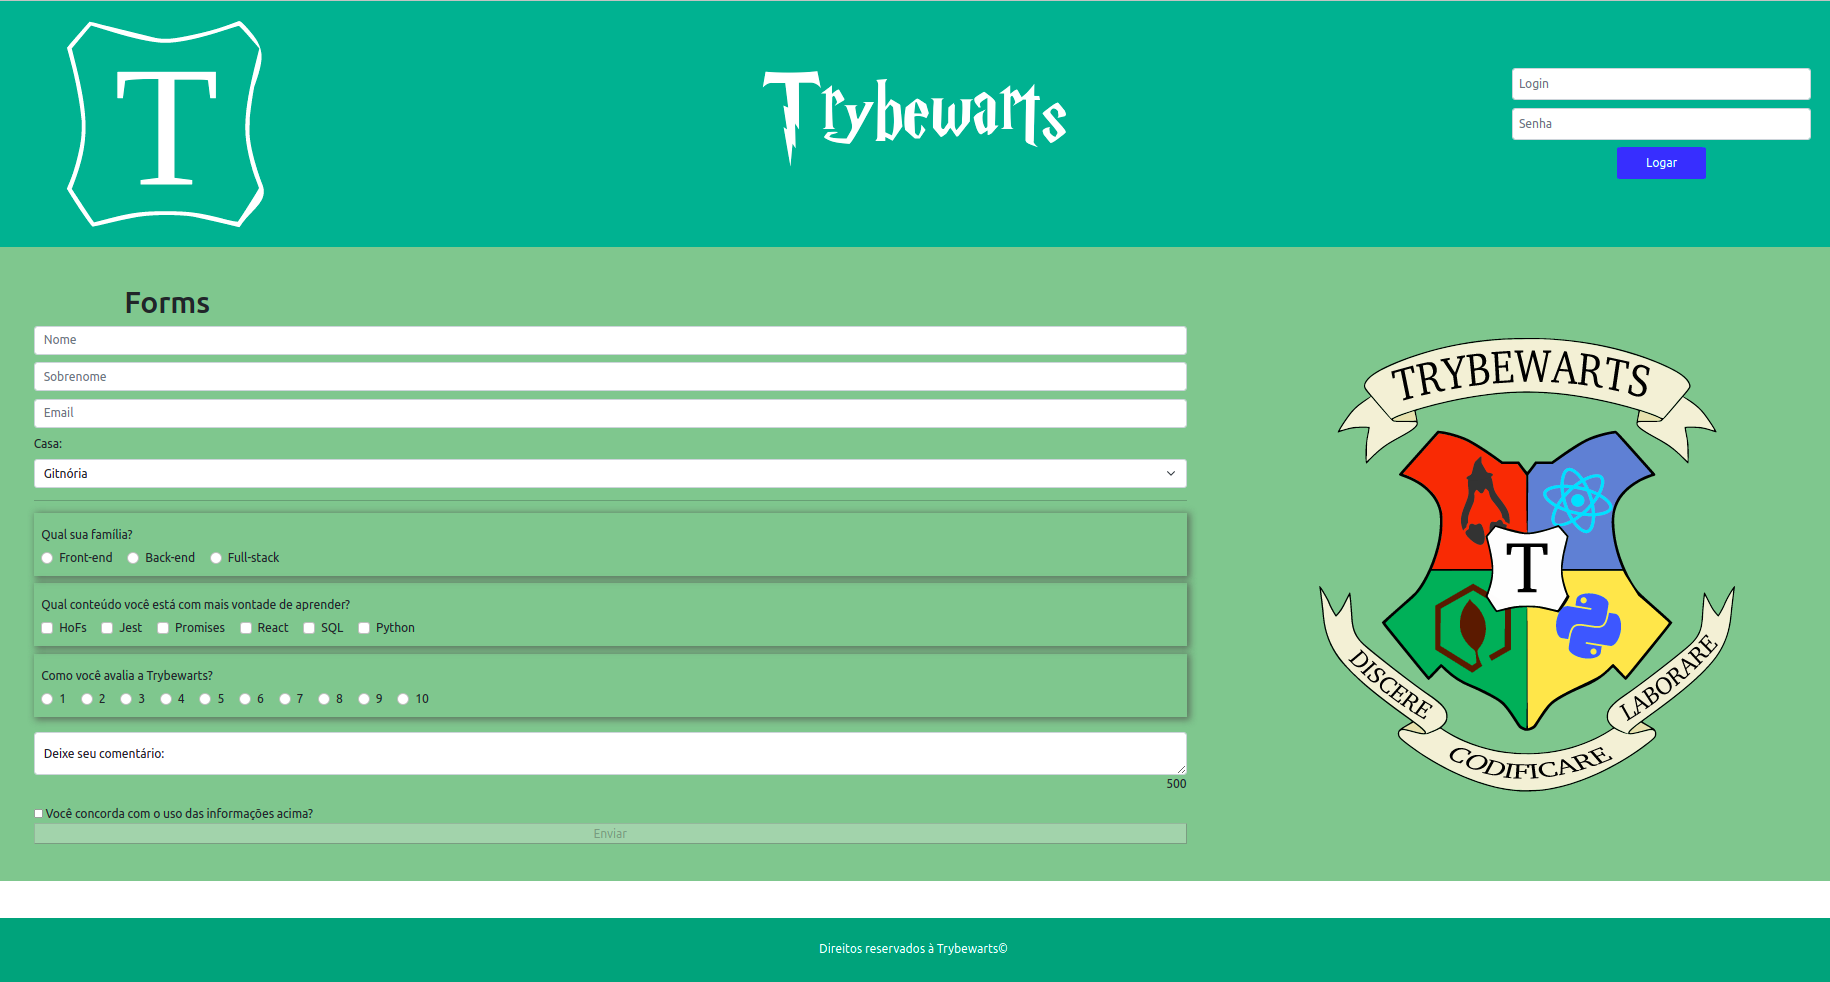 T
Trybewarts
Login
Senha
Logar
Forms
Nome
Sobrenome
Email
Casa:
Gitnória
Qual sua família?
Front-end Back-end Full-stack
Qual conteúdo você está com mais vontade de aprender?
HoFs Jest Promises React SQL Python
Como você avalia a Trybewarts?
1 2 3 4 5 6 7 8 9 10
Deixe seu comentário:
500
Você concorda com o uso das informações acima?
Enviar
TRYBEWARTS
T
DISCERE
CODIFICARE
LABORARE
Direitos reservados à Trybewarts©